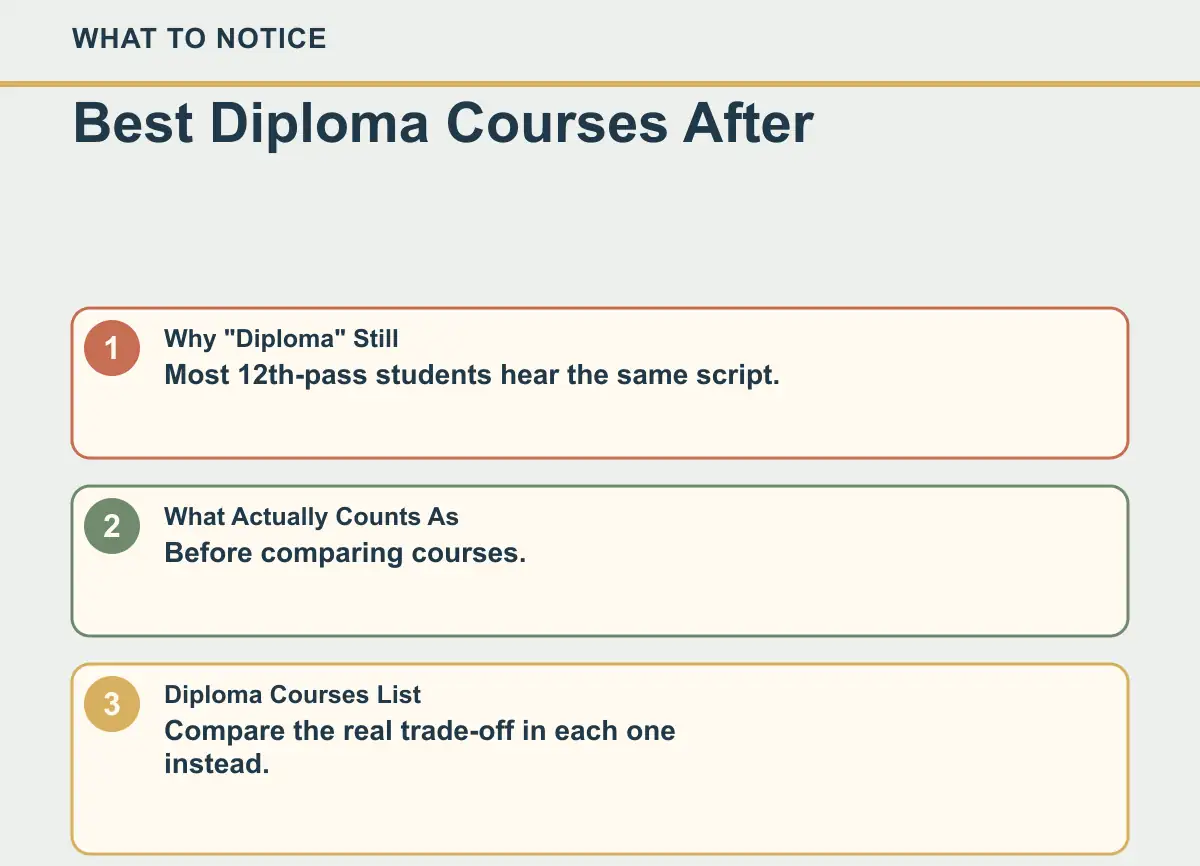 WHAT TO NOTICE
Best Diploma Courses After
1
Why "Diploma" Still
Most 12th-pass students hear the same script.
2
What Actually Counts As
Before comparing courses.
3
Diploma Courses List
Compare the real trade-off in each one
instead.